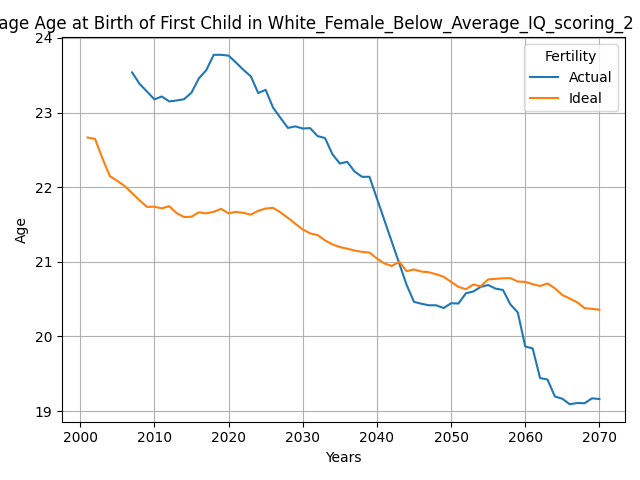 age Age at Birth of First Child in White_Female_Below_Average_IQ_scoring_2
Fertility
Actual
Ideal
24
23
22
21
20
19
Age
2000 2010 2020 2030 2040 2050 2060 2070
Years